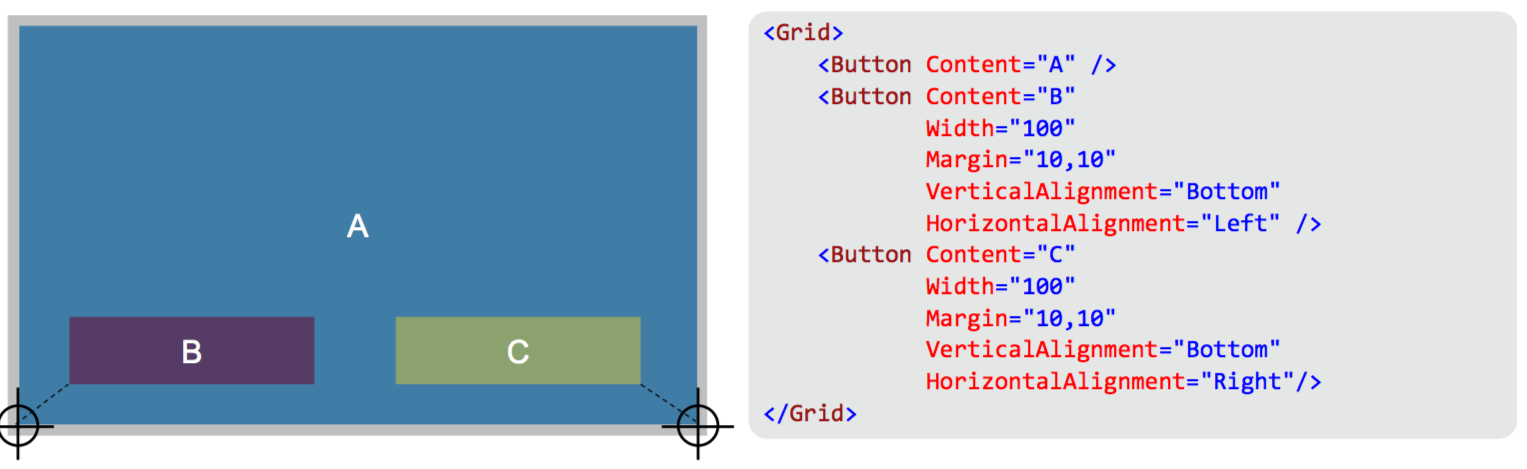 A
B
C
<Grid>
    <Button Content="A" />
    <Button Content="B"
            Width="100"
            Margin="10,10"
            VerticalAlignment="Bottom"
            HorizontalAlignment="Left" />
    <Button Content="C"
            Width="100"
            Margin="10,10"
            VerticalAlignment="Bottom"
            HorizontalAlignment="Right"/>
</Grid>